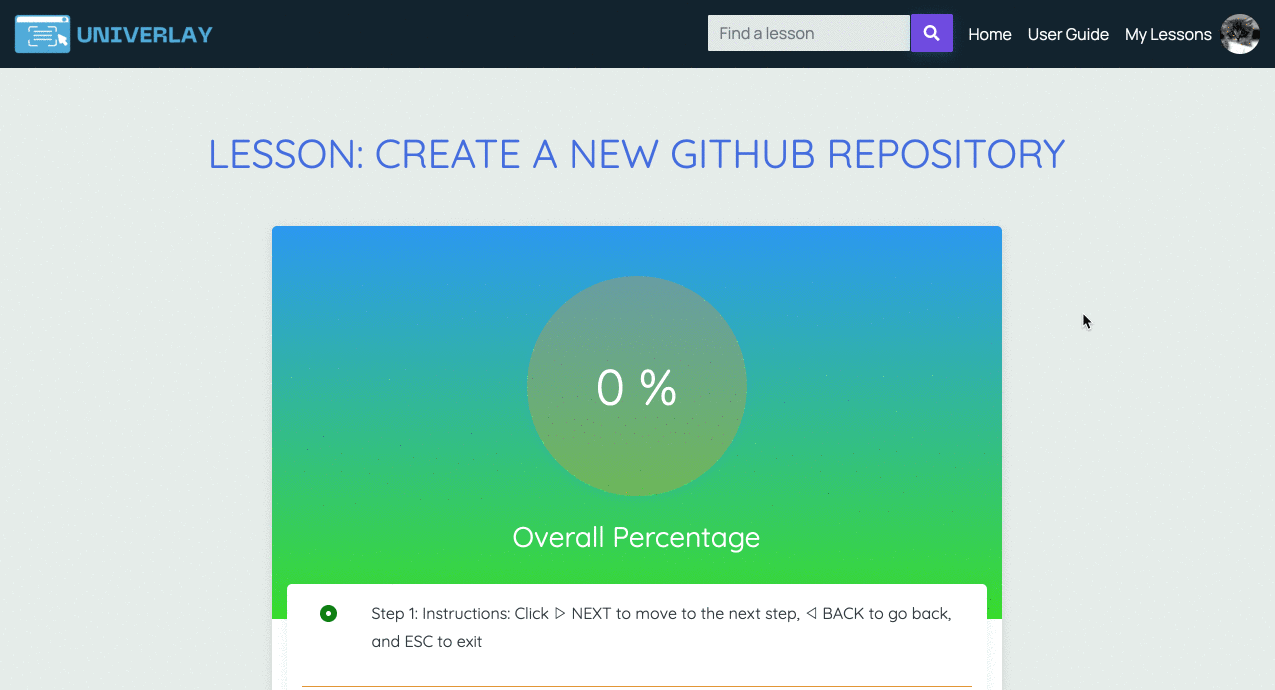 UNIVERLAY
Find a lesson
Home
User Guide
My Lessons
LESSON: CREATE A NEW GITHUB REPOSITORY
0 %
Overall Percentage
Step 1: Instructions: Click ▷ NEXT to move to the next step, ◁ BACK to go back,
and ESC to exit